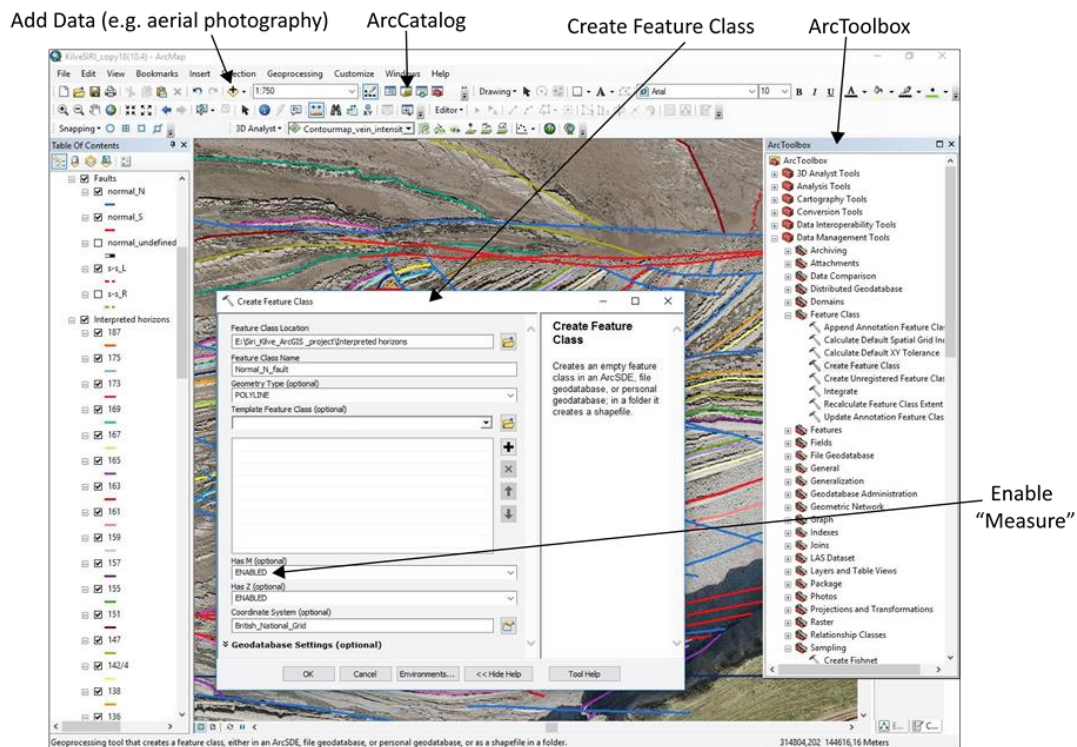 Add Data (e.g. aerial photography)
ArcCatalog
Create Feature Class
ArcToolbox
KilveSIRI_copy18(10.4) - ArcMap
File Edit View Bookmarks Insert Selection Geoprocessing Customize Windows Help
1:750
Drawing
Arial
10
B I U A
Editor
Snapping
3D Analyst
Contourmap_vein_intensit
Table Of Contents
Faults
normal_N
normal_S
normal_undefined
s-s_L
s-s_R
Interpreted horizons
187
175
173
169
167
165
163
161
159
157
155
151
147
142/4
138
136
Create Feature Class
Feature Class Location
E:\Siri_Kilve_ArcGIS _project\Interpreted horizons
Feature Class Name
Normal_N_fault
Geometry Type (optional)
POLYLINE
Template Feature Class (optional)
Has M (optional)
ENABLED
Has Z (optional)
ENABLED
Coordinate System (optional)
British_National_Grid
Geodatabase Settings (optional)
OK
Cancel
Environments...
<< Hide Help
Tool Help
Create Feature
Class
Creates an empty feature
class in an ArcSDE, file
geodatabase, or personal
geodatabase; in a folder it
creates a shapefile.
ArcToolbox
ArcToolbox
3D Analyst Tools
Analysis Tools
Cartography Tools
Conversion Tools
Data Interoperability Tools
Data Management Tools
Archiving
Attachments
Data Comparison
Distributed Geodatabase
Domains
Feature Class
Append Annotation Feature Clas
Calculate Default Spatial Grid Ind
Calculate Default XY Tolerance
Create Feature Class
Create Unregistered Feature Clas
Integrate
Recalculate Feature Class Extent
Update Annotation Feature Clas
Features
Fields
File Geodatabase
General
Generalization
Geodatabase Administration
Geometric Network
Graph
Indexes
Joins
LAS Dataset
Layers and Table Views
Package
Photos
Projections and Transformations
Raster
Relationship Classes
Sampling
Create Fishnet
Enable
“Measure”
E...
C...
Geoprocessing tool that creates a feature class, either in an ArcSDE, file geodatabase, or personal geodatabase, or as a shapefile in a folder.
314804,202 144616,16 Meters